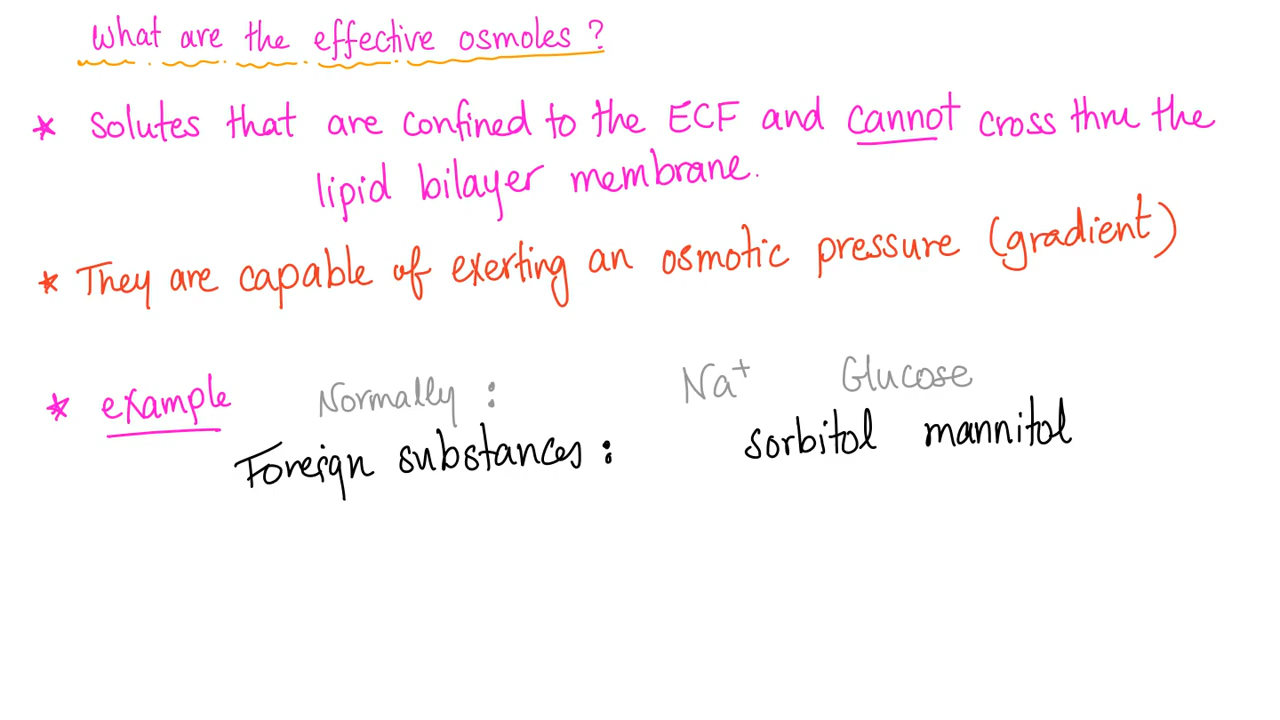 What are the effective osmoles ?
* Solutes that are confined to the ECF and cannot cross thru the
lipid bilayer membrane.
* They are capable of exerting an osmotic pressure (gradient)
* example Normally : Na⁺ Glucose
Foreign substances : sorbitol mannitol